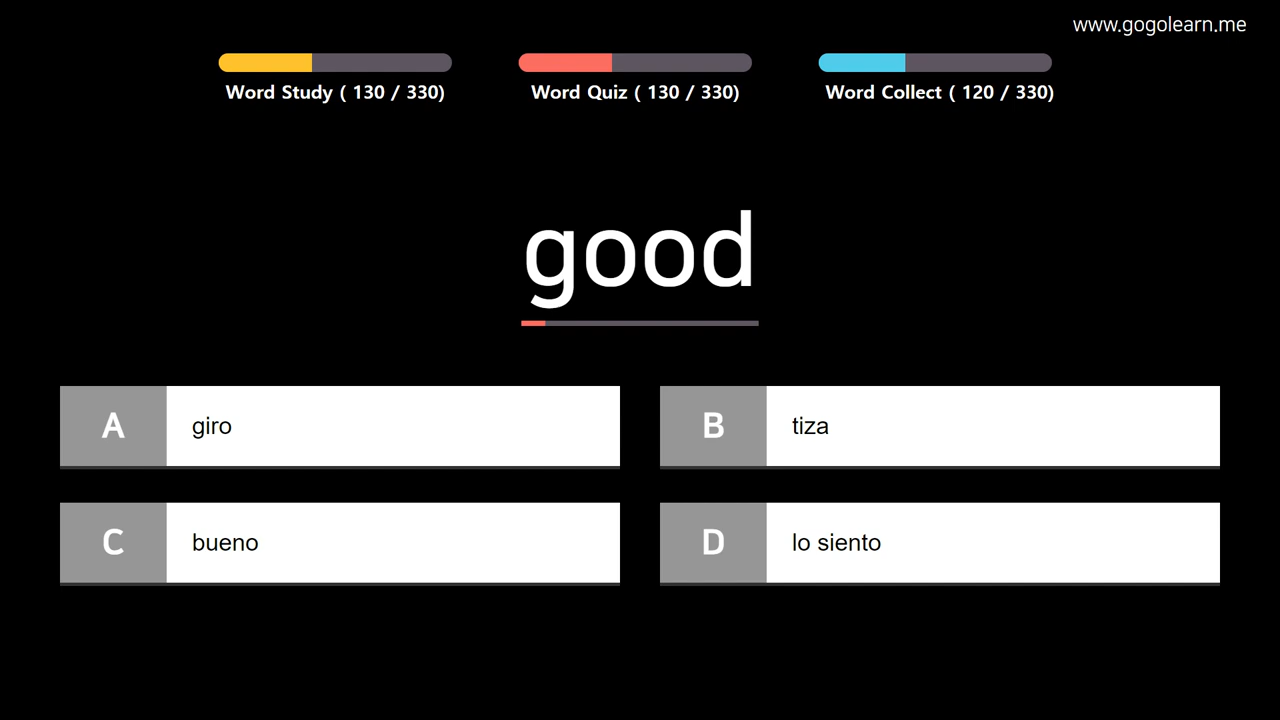 www.gogolearn.me
Word Study ( 130 / 330)
Word Quiz ( 130 / 330)
Word Collect ( 120 / 330)
good
A giro
B tiza
C bueno
D lo siento